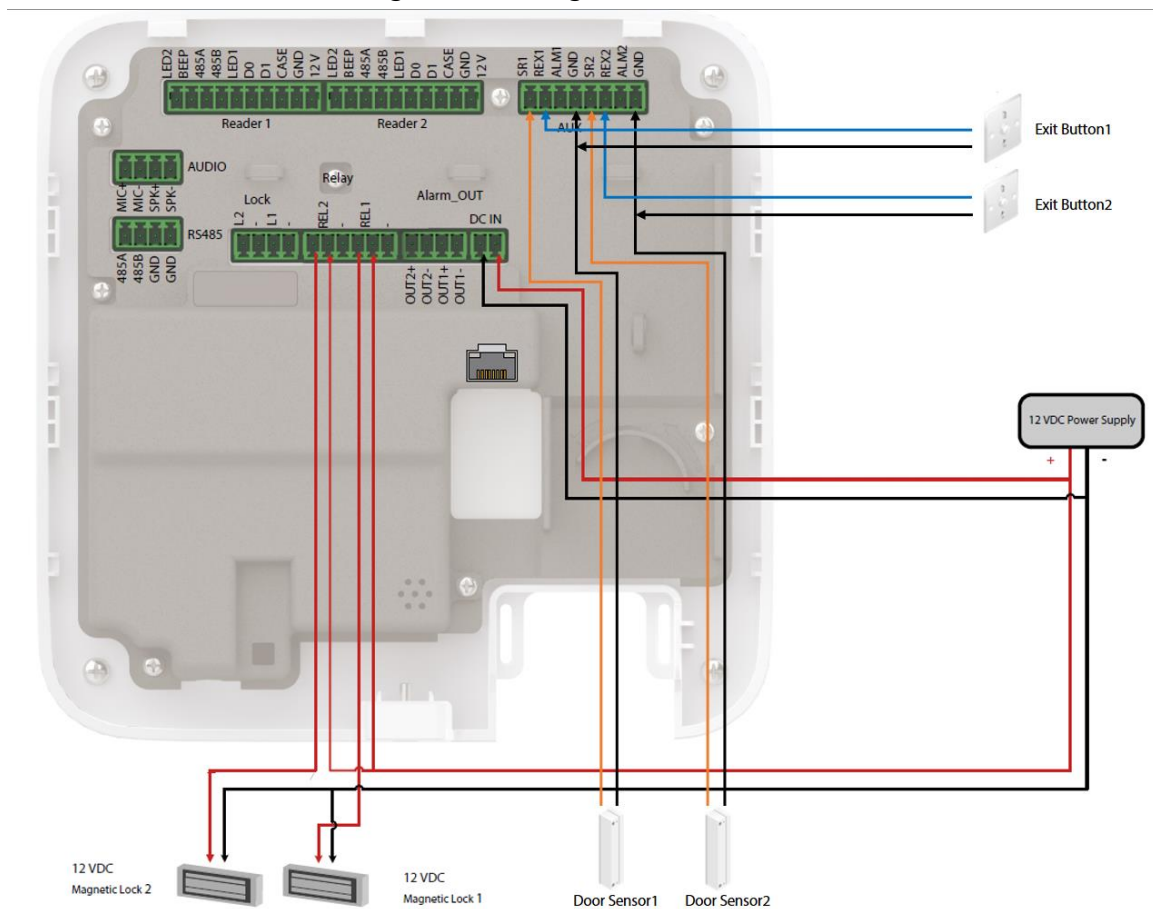 LED2
BEEP
485A
485B
LED1
D0
D1
CASE
GND
12V
LED2
BEEP
485A
485B
LED1
D0
D1
CASE
GND
12V
SR1
REX1
ALM1
GND
SR2
REX2
ALM2
GND
Reader 1
Reader 2
AUX
Exit Button1
Exit Button2
AUDIO
MIC+
MIC-
SPK+
SPK-
Lock
Relay
Alarm_OUT
L2
-
L1
-
REL2
-
REL1
-
DC IN
RS485
485A
485B
GND
GND
OUT2+
OUT2-
OUT1+
OUT1-
12 VDC Power Supply
+ -
12 VDC
Magnetic Lock 2
12 VDC
Magnetic Lock 1
Door Sensor1
Door Sensor2